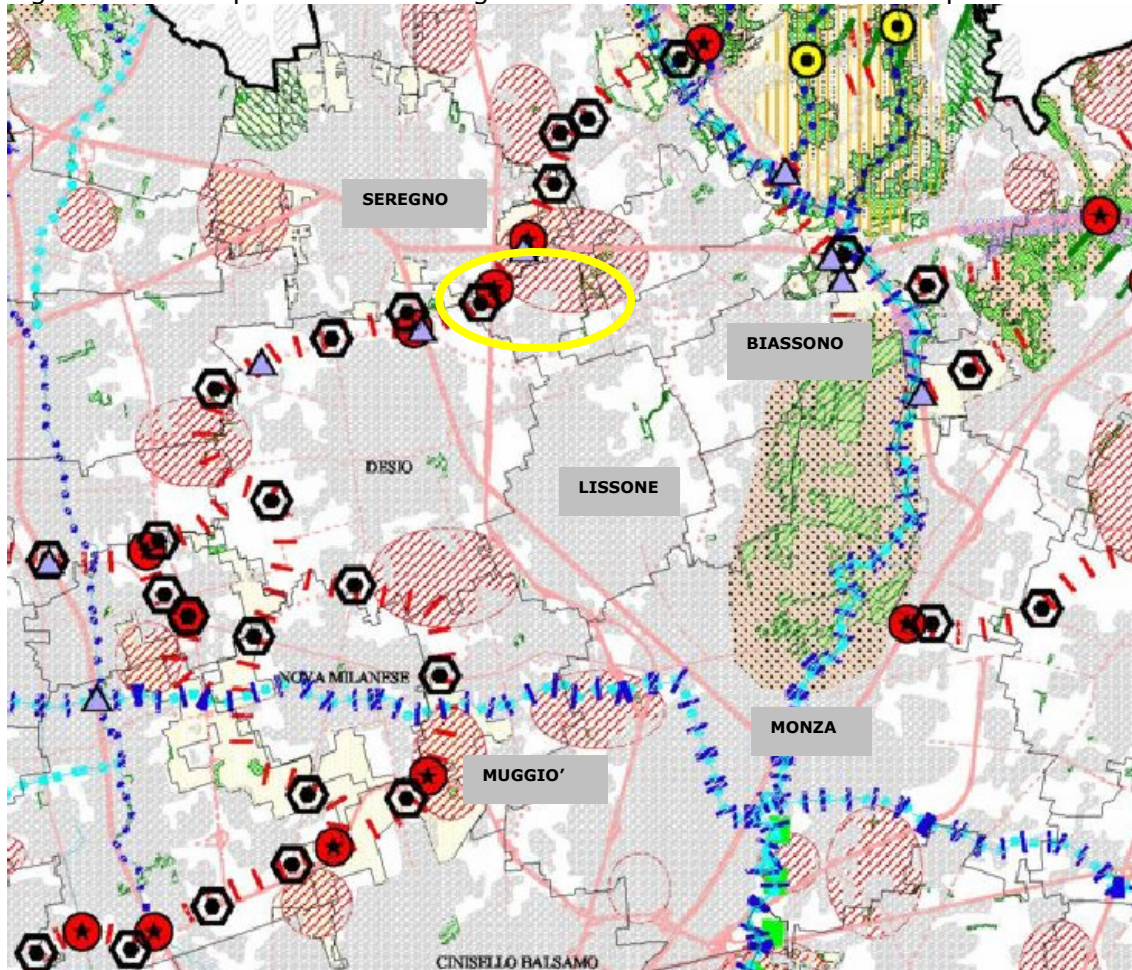 SEREGNO
BIASSONO
DESIO
LISSONE
NOVA MILANESE
MONZA
MUGGIO’
CINISELLO BALSAMO